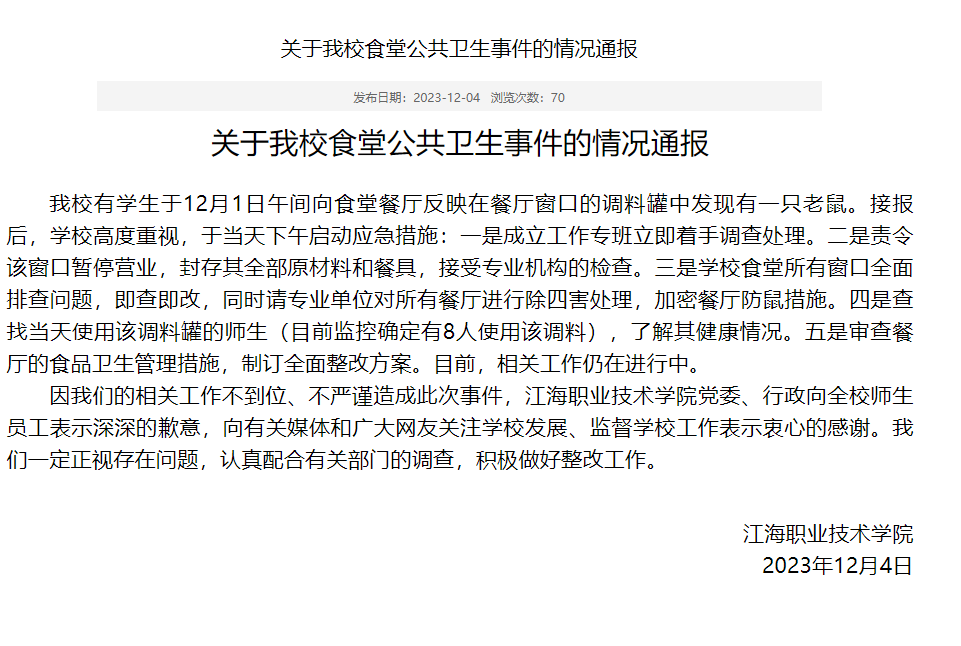 关于我校食堂公共卫生事件的情况通报
发布日期：2023-12-04 浏览次数：70
关于我校食堂公共卫生事件的情况通报
我校有学生于12月1日午间向食堂餐厅反映在餐厅窗口的调料罐中发现有一只老鼠。接报
后，学校高度重视，于当天下午启动应急措施：一是成立工作专班立即着手调查处理。二是责令
该窗口暂停营业，封存其全部原材料和餐具，接受专业机构的检查。三是学校食堂所有窗口全面
排查问题，即查即改，同时请专业单位对所有餐厅进行除四害处理，加密餐厅防鼠措施。四是查
找当天使用该调料罐的师生（目前监控确定有8人使用该调料），了解其健康情况。五是审查餐
厅的食品卫生管理措施，制订全面整改方案。目前，相关工作仍在进行中。
因我们的相关工作不到位、不严谨造成此次事件，江海职业技术学院党委、行政向全校师生
员工表示深深的歉意，向有关媒体和广大网友关注学校发展、监督学校工作表示衷心的感谢。我
们一定正视存在问题，认真配合有关部门的调查，积极做好整改工作。
江海职业技术学院
2023年12月4日